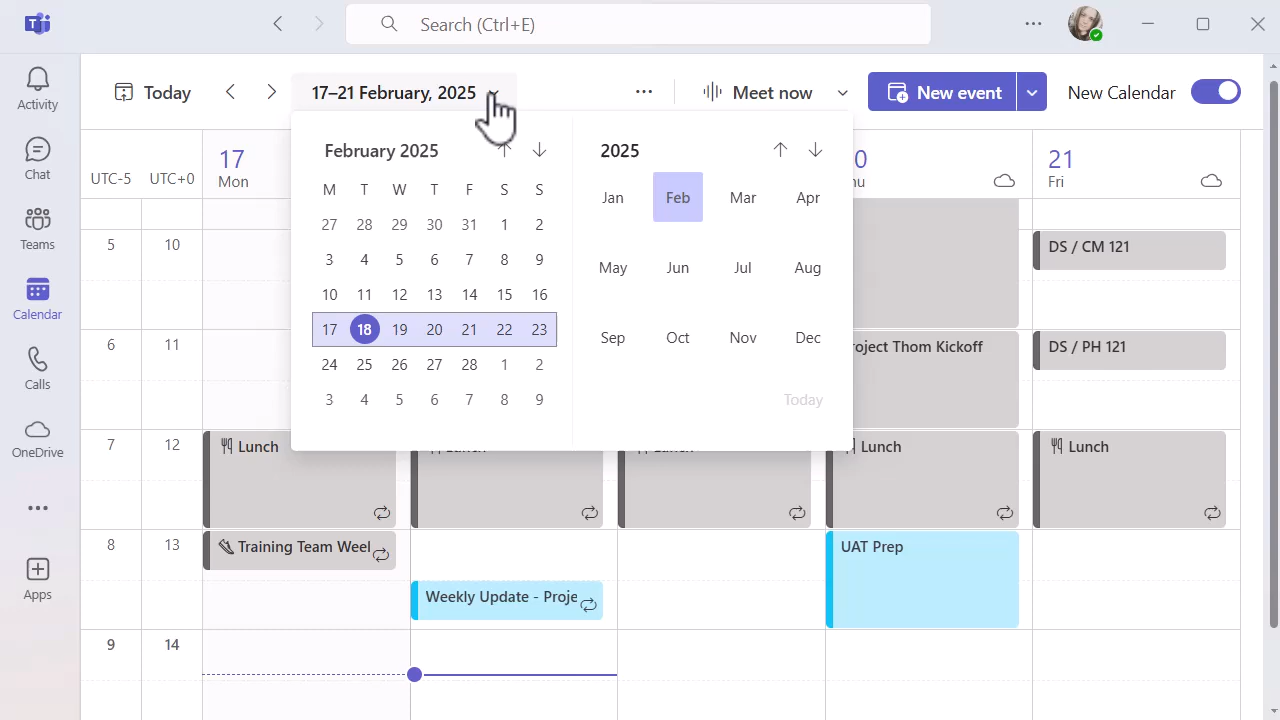 Search (Ctrl+E)
Today
17–21 February, 2025
Meet now
New event
New Calendar
Activity
Chat
Teams
Calendar
Calls
OneDrive
Apps
UTC-5 UTC+0
17
Mon
21
Fri
February 2025
M T W T F S S
27 28 29 30 31 1 2
3 4 5 6 7 8 9
10 11 12 13 14 15 16
17 18 19 20 21 22 23
24 25 26 27 28 1 2
3 4 5 6 7 8 9
2025
Jan Feb Mar Apr
May Jun Jul Aug
Sep Oct Nov Dec
Today
5 10
DS / CM 121
6 11
Thom Kickoff
DS / PH 121
7 12
Lunch
Lunch
Lunch
8 13
Training Team Weel
UAT Prep
Weekly Update - Proje
9 14